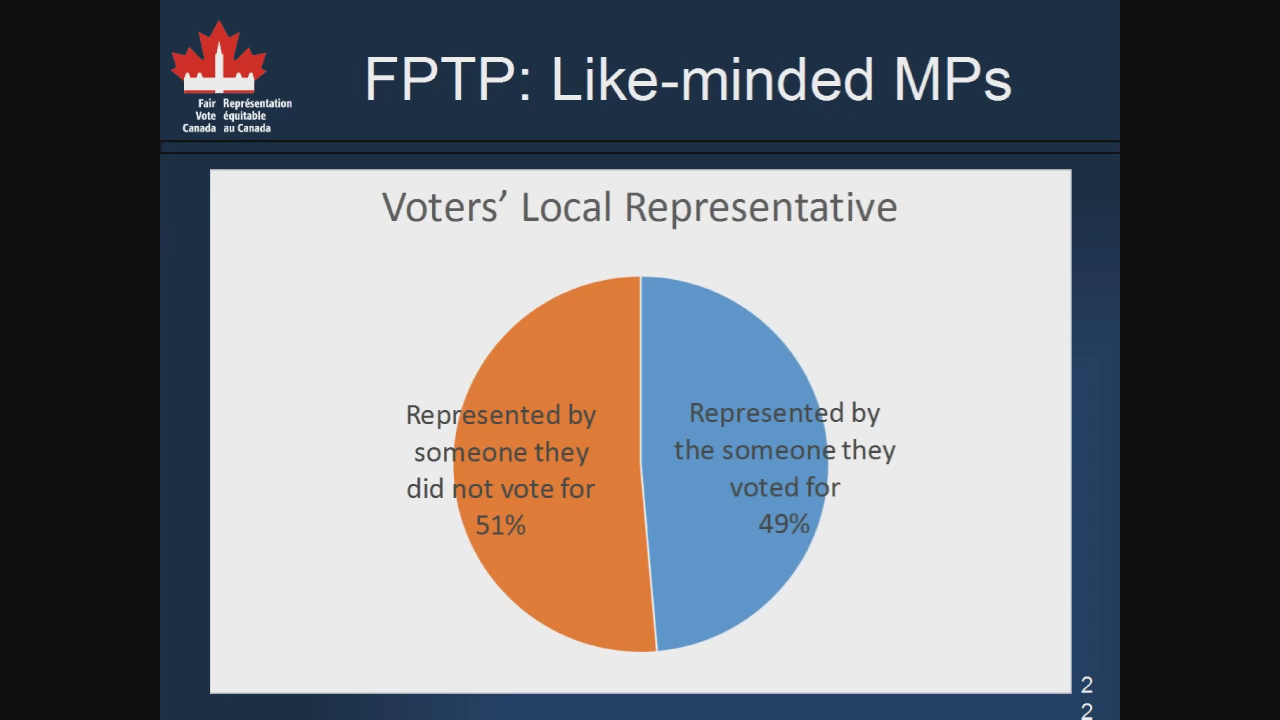 FPTP: Like-minded MPs
Fair Représentation
Vote équitable
Canada au Canada
Voters’ Local Representative
Represented by
someone they
did not vote for
51%
Represented by
the someone they
voted for
49%
2
2